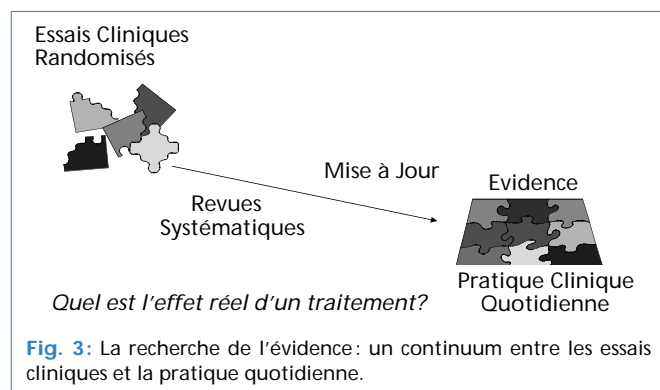 Essais Cliniques
Randomisés
Mise à Jour
Evidence
Revues
Systématiques
Pratique Clinique
Quotidienne
Quel est l'effet réel d'un traitement?
Fig. 3: La recherche de l'évidence: un continuum entre les essais
cliniques et la pratique quotidienne.